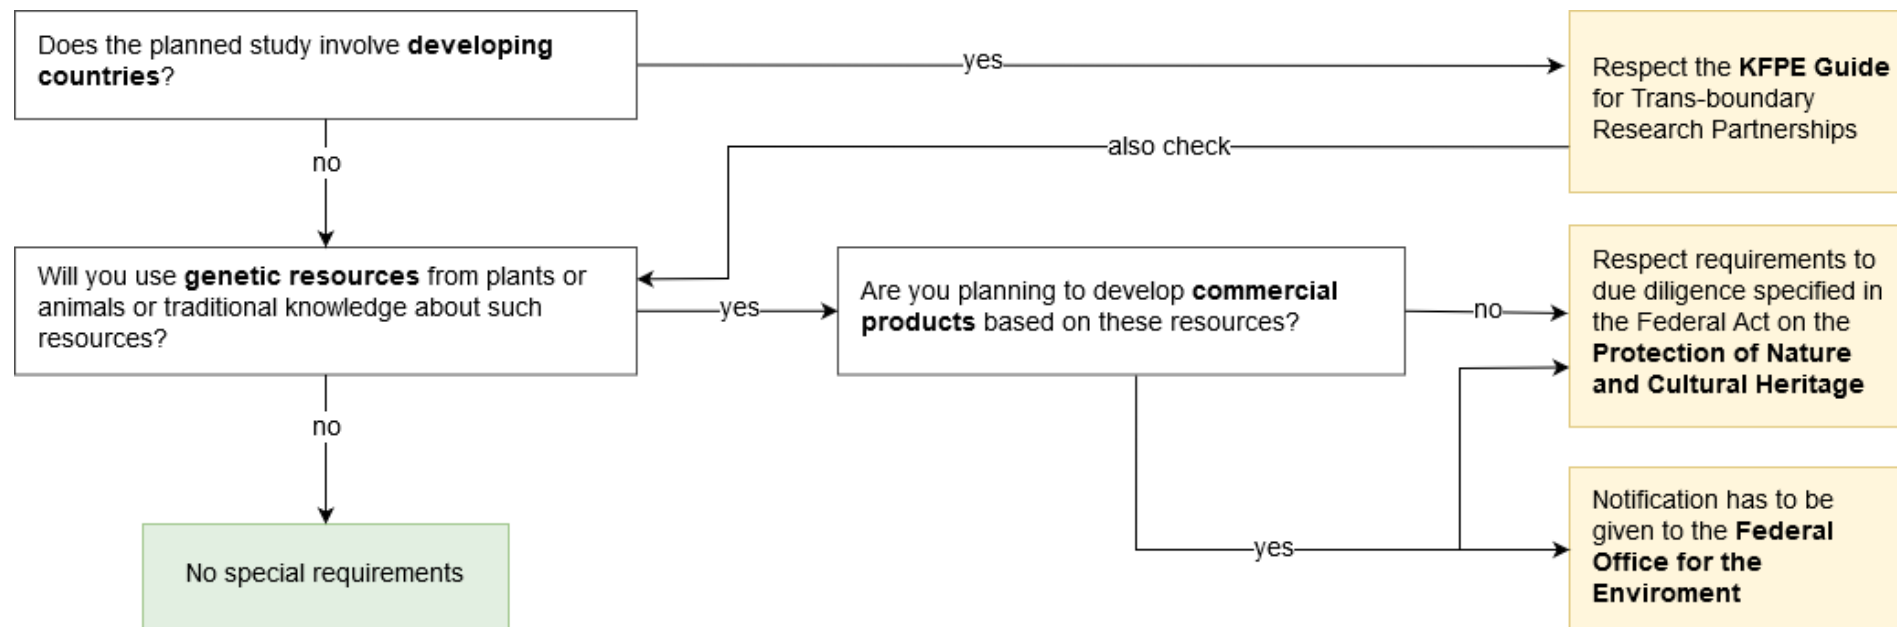 Does the planned study involve developing
countries?
yes
Respect the KFPE Guide
for Trans-boundary
Research Partnerships
also check
no
Will you use genetic resources from plants or
animals or traditional knowledge about such
resources?
yes
Are you planning to develop commercial
products based on these resources?
no
Respect requirements to
due diligence specified in
the Federal Act on the
Protection of Nature
and Cultural Heritage
no
yes
Notification has to be
given to the Federal
Office for the
Enviroment
No special requirements